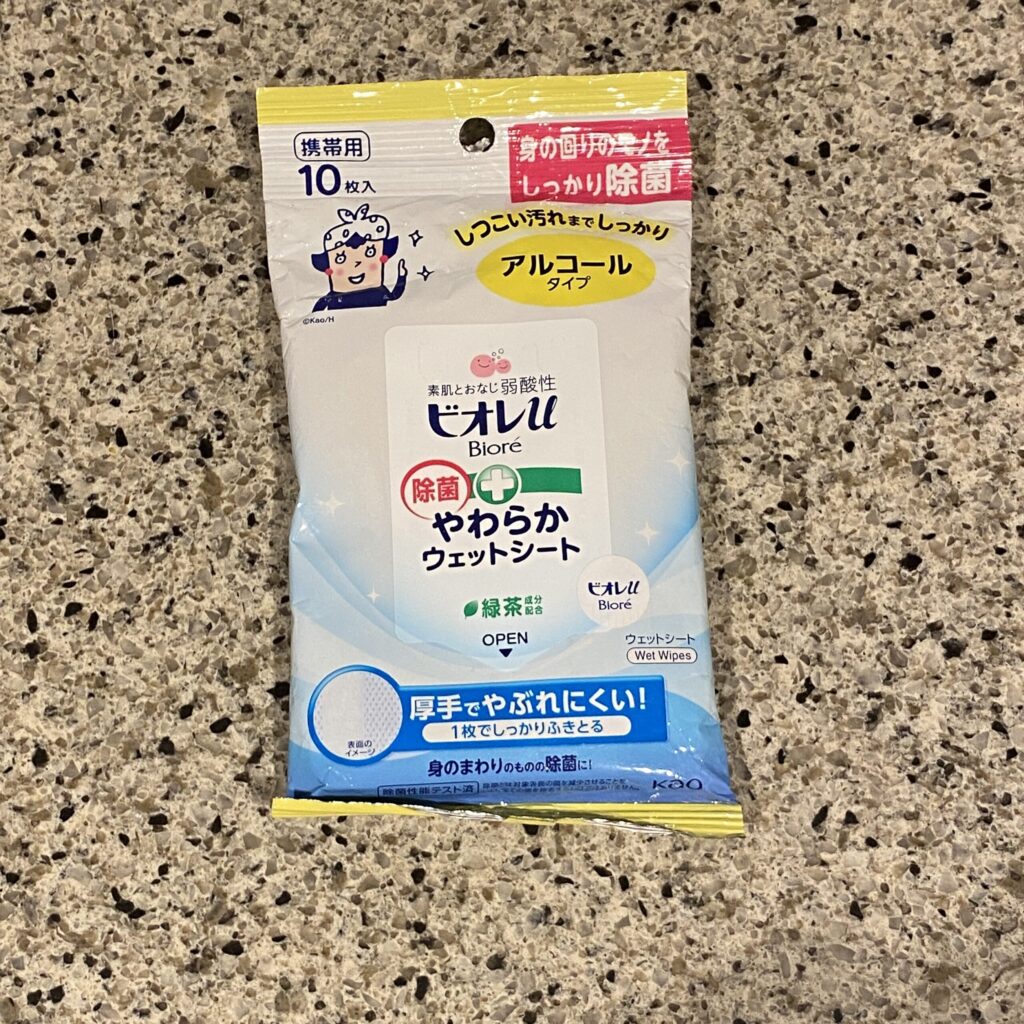 携帯用
10枚入
身の回りのモノを
しっかり除菌
しつこい汚れまでしっかり
アルコール
タイプ
©Kao/H
素肌とおなじ弱酸性
ビオレu
Bioré
除菌
やわらか
ウェットシート
緑茶成分配合
OPEN
ビオレu
Bioré
ウェットシート
Wet Wipes
厚手でやぶれにくい!
1枚でしっかりふきとる
表面の
イメージ
身のまわりのものの除菌に!
除菌性能テスト済
Kao